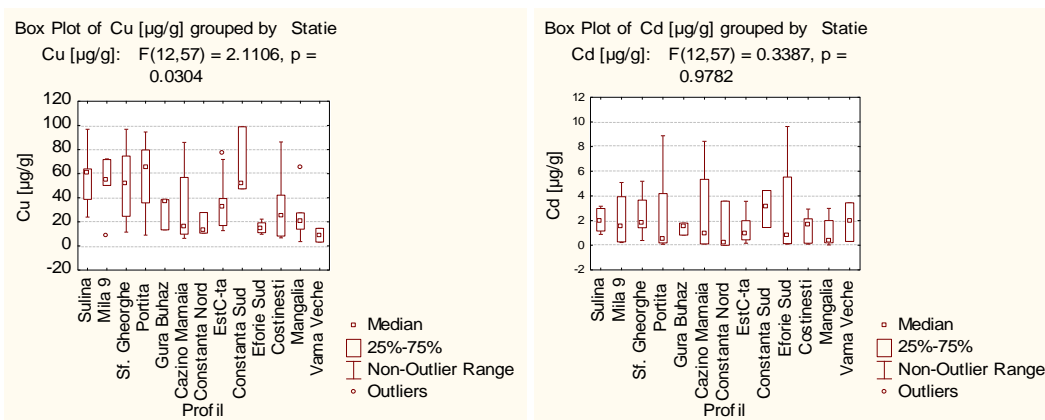 Box Plot of Cu [µg/g] grouped by Statie
Cu [µg/g]: F(12,57) = 2.1106, p =
0.0304
120
100
80
60
40
20
0
-20
Cu [µg/g]
Sulina
Mila 9
Sf. Gheorghe
Portita
Gura Buhaz
Cazino Mamaia
Constanta Nord
EstC-ta
Constanta Sud
Eforie Sud
Costinesti
Mangalia
Vama Veche
Profil
Median
25%-75%
Non-Outlier Range
Outliers
Box Plot of Cd [µg/g] grouped by Statie
Cd [µg/g]: F(12,57) = 0.3387, p =
0.9782
12
10
8
6
4
2
0
-2
Cd [µg/g]
Sulina
Mila 9
Sf. Gheorghe
Portita
Gura Buhaz
Cazino Mamaia
Constanta Nord
EstC-ta
Constanta Sud
Eforie Sud
Costinesti
Mangalia
Vama Veche
Profil
Median
25%-75%
Non-Outlier Range
Outliers